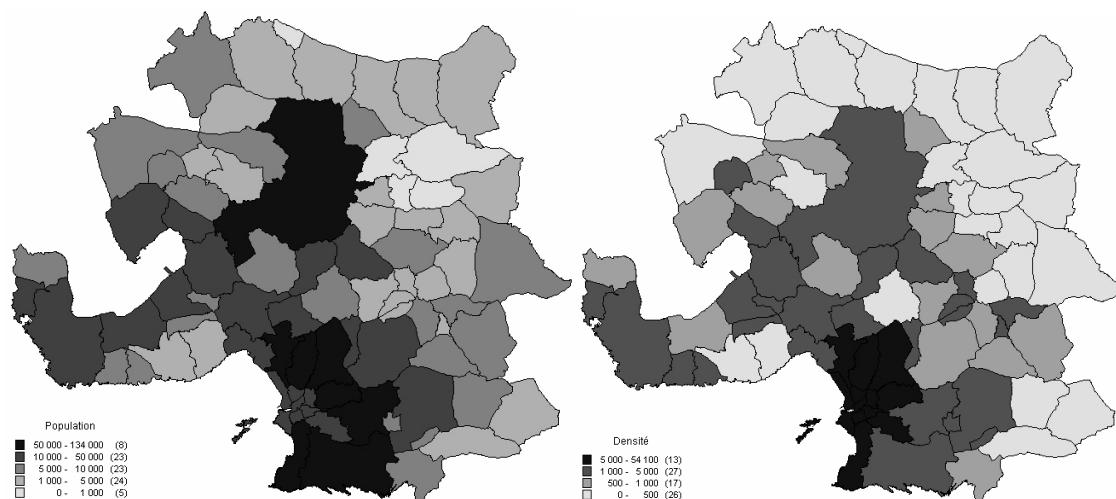 Population
50 000 - 134 000 (8)
10 000 - 50 000 (23)
5 000 - 10 000 (23)
1 000 - 5 000 (24)
0 - 1 000 (5)
Densité
5 000 - 54 100 (13)
1 000 - 5 000 (27)
500 - 1 000 (17)
0 - 500 (26)